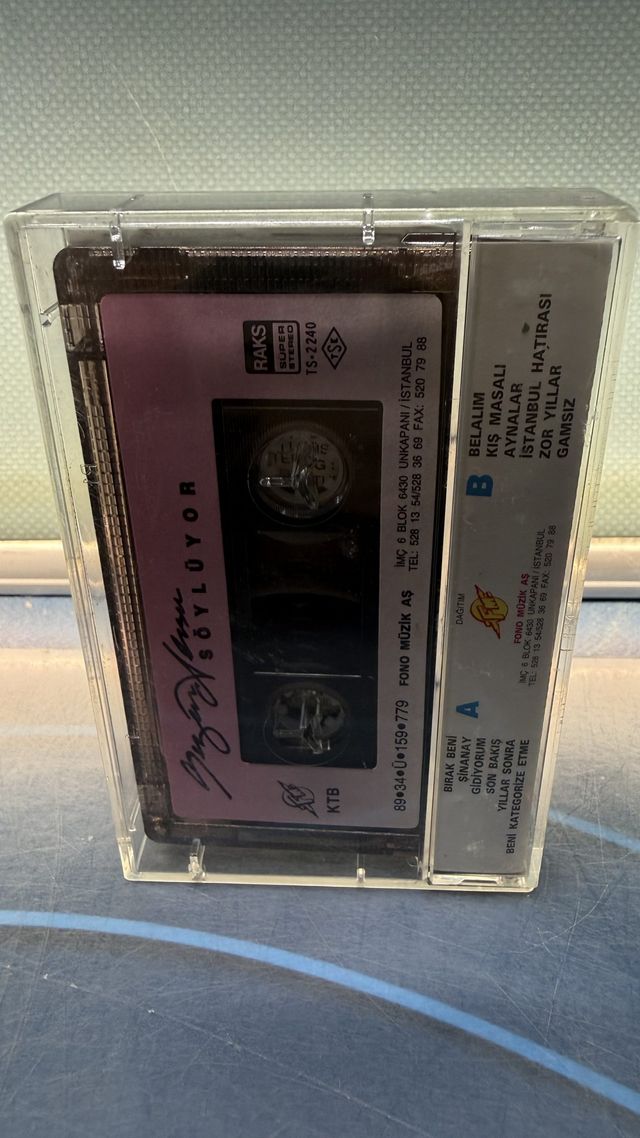 SÖYLÜYOR
RAKS
SUPER
STEREO
TS-2240
TSE
KTB
89•34•Ü•159•779 FONO MÜZİK AŞ
İMÇ 6 BLOK 6430 UNKAPANI/İSTANBUL
TEL: 528 13 54/528 36 69 FAX: 520 79 88
A
BIRAK BENİ
ŞİNANAY
GİDİYORUM
SON BAKIŞ
YILLAR SONRA
BENİ KATEGORİZE ETME
DAĞITIM
FONO MÜZİK AŞ
İMÇ 6 BLOK 6430 UNKAPANI/İSTANBUL
TEL: 528 13 54/528 36 69 FAX: 520 79 88
B
BELALIM
KIŞ MASALI
AYNALAR
İSTANBUL HATIRASI
ZOR YILLAR
GAMSIZ